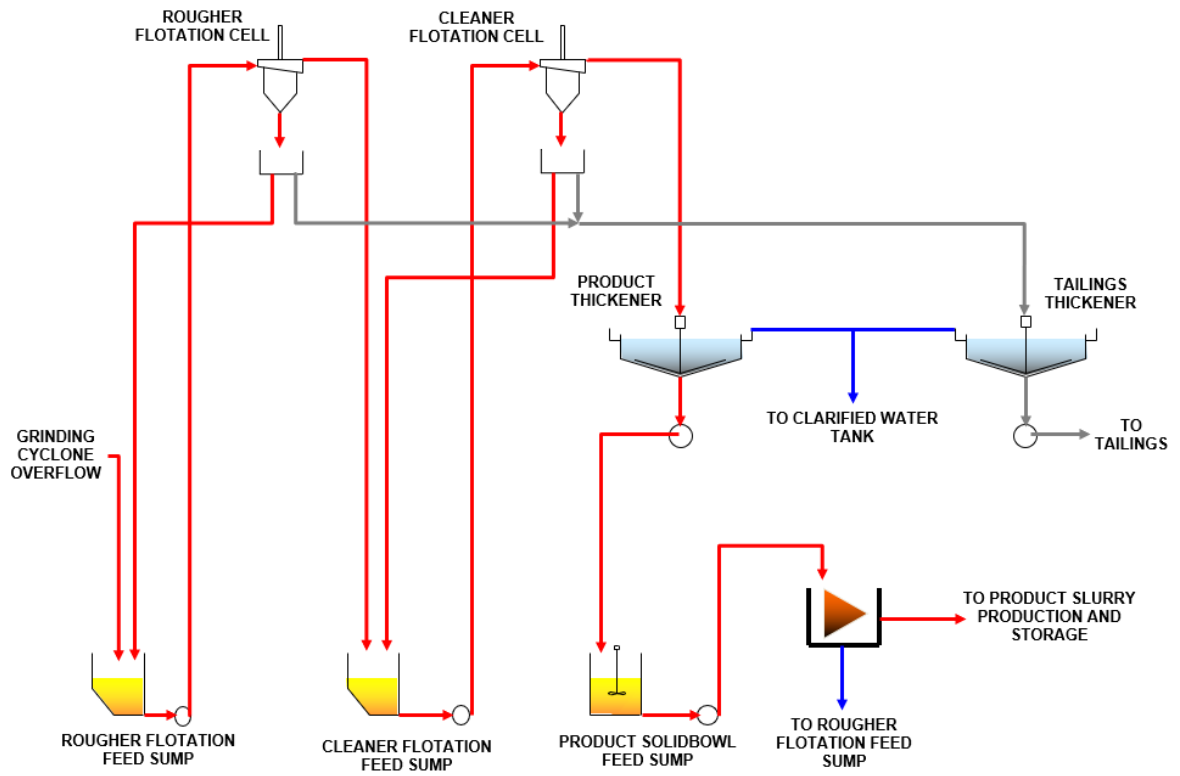 ROUGHER
FLOTATION CELL
CLEANER
FLOTATION CELL
PRODUCT
THICKENER
TAILINGS
THICKENER
TO CLARIFIED WATER
TANK
TO
TAILINGS
GRINDING
CYCLONE
OVERFLOW
TO PRODUCT SLURRY
PRODUCTION AND
STORAGE
ROUGHER FLOTATION
FEED SUMP
CLEANER FLOTATION
FEED SUMP
PRODUCT SOLIDBOWL
FEED SUMP
TO ROUGHER
FLOTATION FEED
SUMP